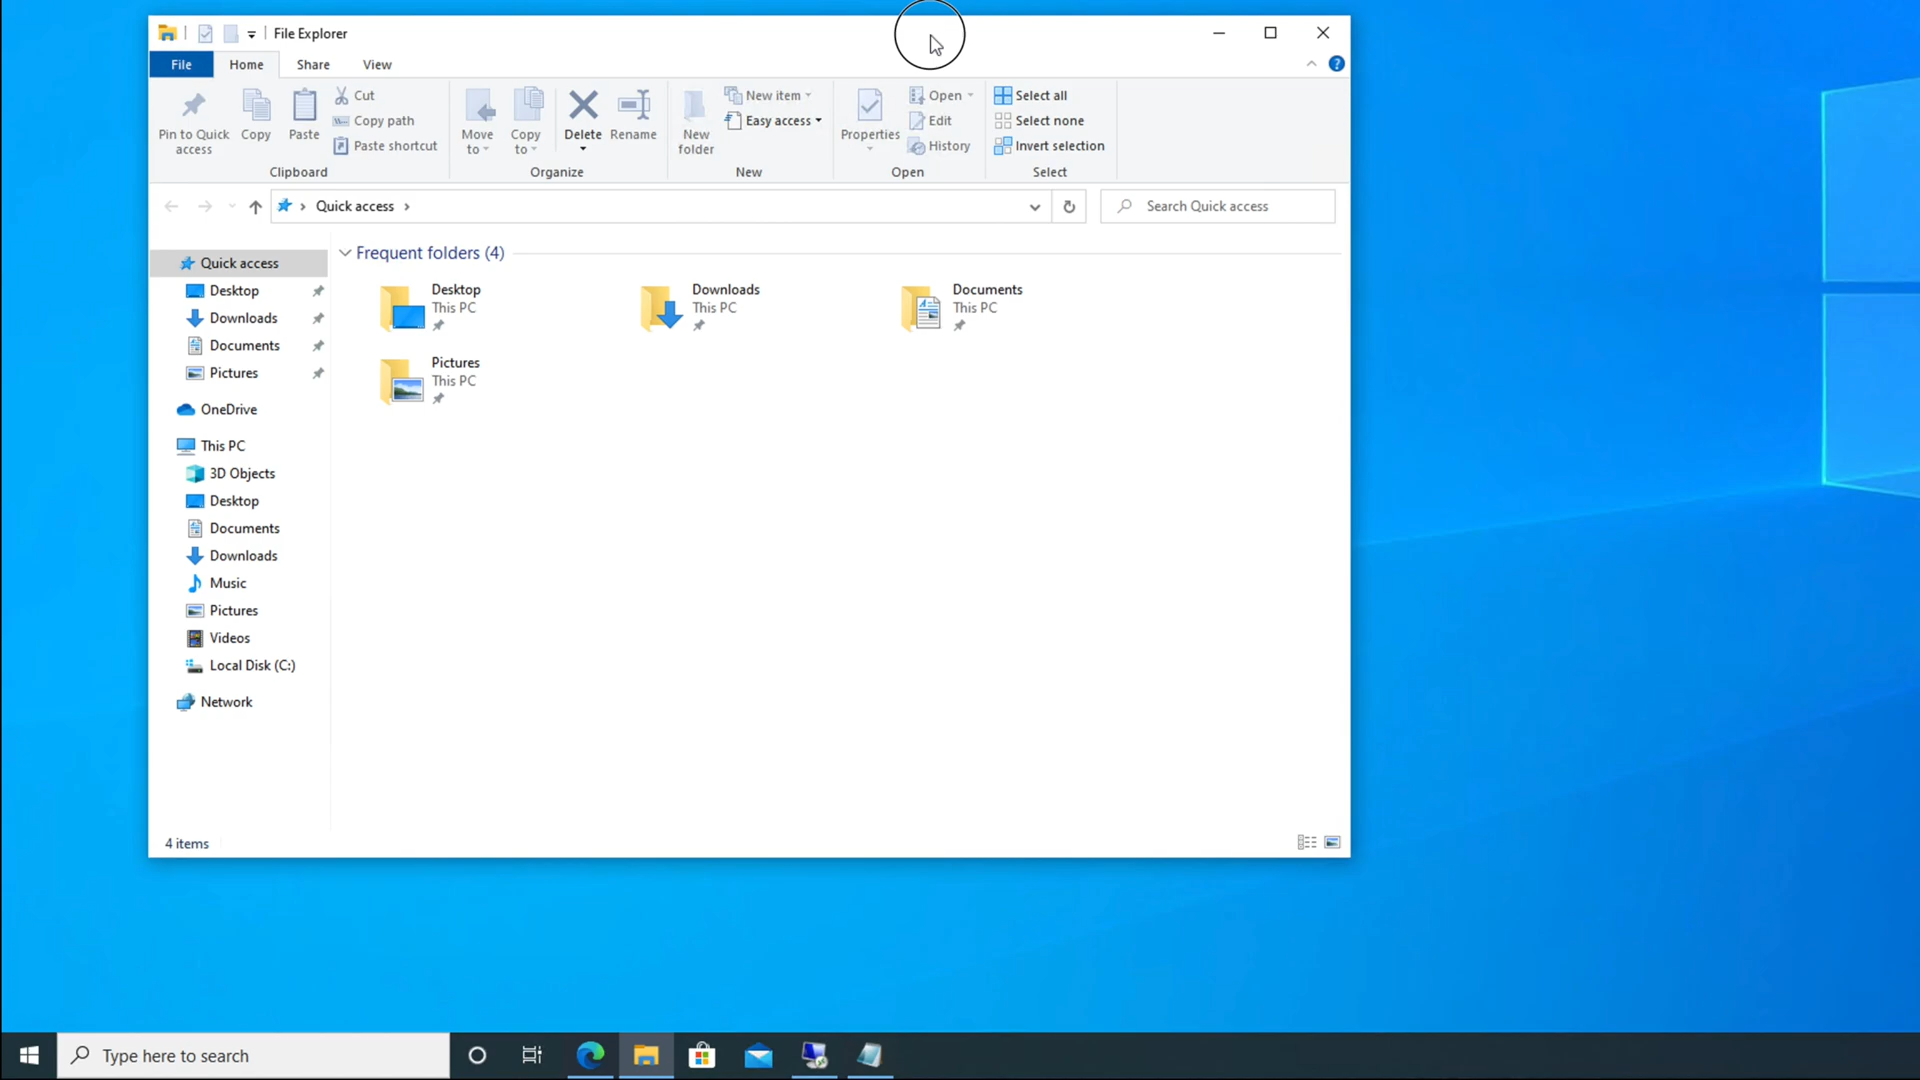 File Explorer
File Home Share View
Pin to Quick access
Copy
Paste
Cut
Copy path
Paste shortcut
Clipboard
Move to
Copy to
Delete
Rename
Organize
New folder
New item
Easy access
New
Properties
Open
Edit
History
Open
Select all
Select none
Invert selection
Select
Quick access
Search Quick access
Quick access
Desktop
Downloads
Documents
Pictures
OneDrive
This PC
3D Objects
Desktop
Documents
Downloads
Music
Pictures
Videos
Local Disk (C:)
Network
Frequent folders (4)
Desktop
This PC
Downloads
This PC
Documents
This PC
Pictures
This PC
4 items
Type here to search